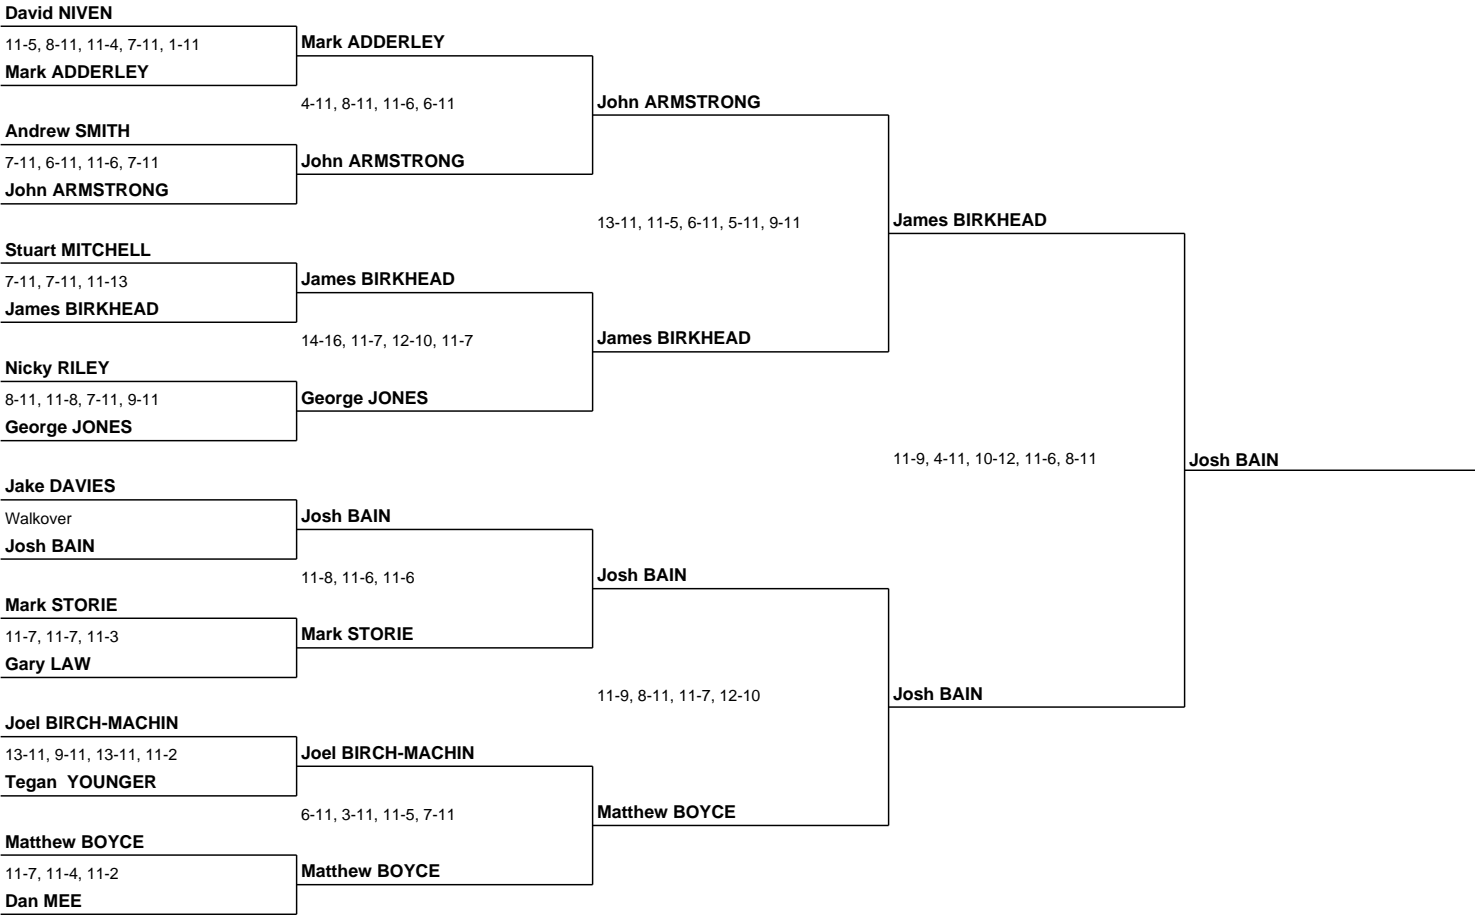 David NIVEN
11-5, 8-11, 11-4, 7-11, 1-11
Mark ADDERLEY
Andrew SMITH
7-11, 6-11, 11-6, 7-11
John ARMSTRONG
Stuart MITCHELL
7-11, 7-11, 11-13
James BIRKHEAD
Nicky RILEY
8-11, 11-8, 7-11, 9-11
George JONES
Jake DAVIES
Walkover
Josh BAIN
Mark STORIE
11-7, 11-7, 11-3
Gary LAW
Joel BIRCH-MACHIN
13-11, 9-11, 13-11, 11-2
Tegan  YOUNGER
Matthew BOYCE
11-7, 11-4, 11-2
Dan MEE
Mark ADDERLEY
4-11, 8-11, 11-6, 6-11
John ARMSTRONG
James BIRKHEAD
14-16, 11-7, 12-10, 11-7
George JONES
Josh BAIN
11-8, 11-6, 11-6
Mark STORIE
Joel BIRCH-MACHIN
6-11, 3-11, 11-5, 7-11
Matthew BOYCE
John ARMSTRONG
13-11, 11-5, 6-11, 5-11, 9-11
James BIRKHEAD
Josh BAIN
11-9, 8-11, 11-7, 12-10
Matthew BOYCE
James BIRKHEAD
11-9, 4-11, 10-12, 11-6, 8-11
Josh BAIN
Josh BAIN